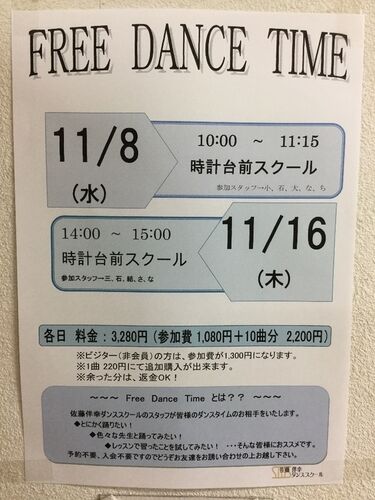 FREE DANCE TIME
11/8
(水)
10:00 ～ 11:15
時計台前スクール
参加スタッフー小、石、大、な、ち
14:00 ～ 15:00
時計台前スクール
参加スタッフー三、石、結、さ、な
11/16
(木)
各日 料金：3,280円（参加費 1,080円＋10曲分 2,200円）
※ビジター（非会員）の方は、参加費が1,300円になります。
※1曲 220円にて追加購入が出来ます。
※余った分は、返金OK！
～～～ Free Dance Time とは？？ ～～～
佐藤伴幸ダンススクールのスタッフが皆様のダンスタイムのお相手をいたします。
◆とにかく踊りたい！
◆色々な先生と踊ってみたい！
◆レッスンで習ったことを試してみたい！ ・・・そんな皆様におススメです。
予約不要、入会不要ですのでどうぞお友達をお誘い合わせの上お越し下さい。
佐藤 伴幸
ダンススクール